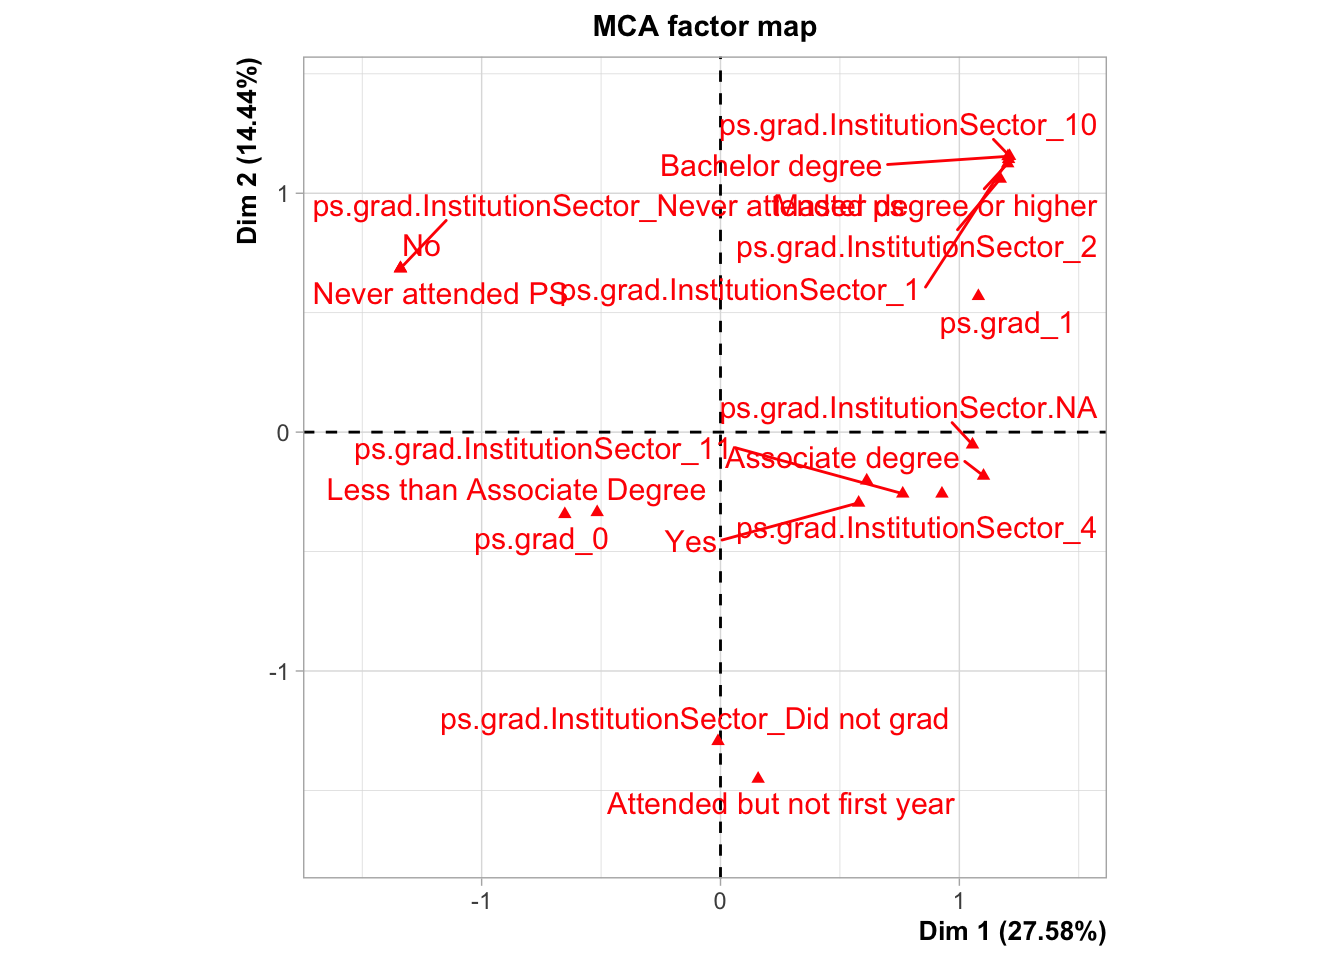 MCA factor map
Dim 2 (14.44%)
ps.grad.InstitutionSector_10
Bachelor degree
1
ps.grad.InstitutionSector_Never attended ps
Master degree or higher
No
ps.grad.InstitutionSector_2
Never attended PS
ps.grad.InstitutionSector_1
ps.grad_1
ps.grad.InstitutionSector.NA
0
ps.grad.InstitutionSector_11
Associate degree
Less than Associate Degree
ps.grad.InstitutionSector_4
ps.grad_0
Yes
-1
ps.grad.InstitutionSector_Did not grad
Attended but not first year
-1
0
1
Dim 1 (27.58%)